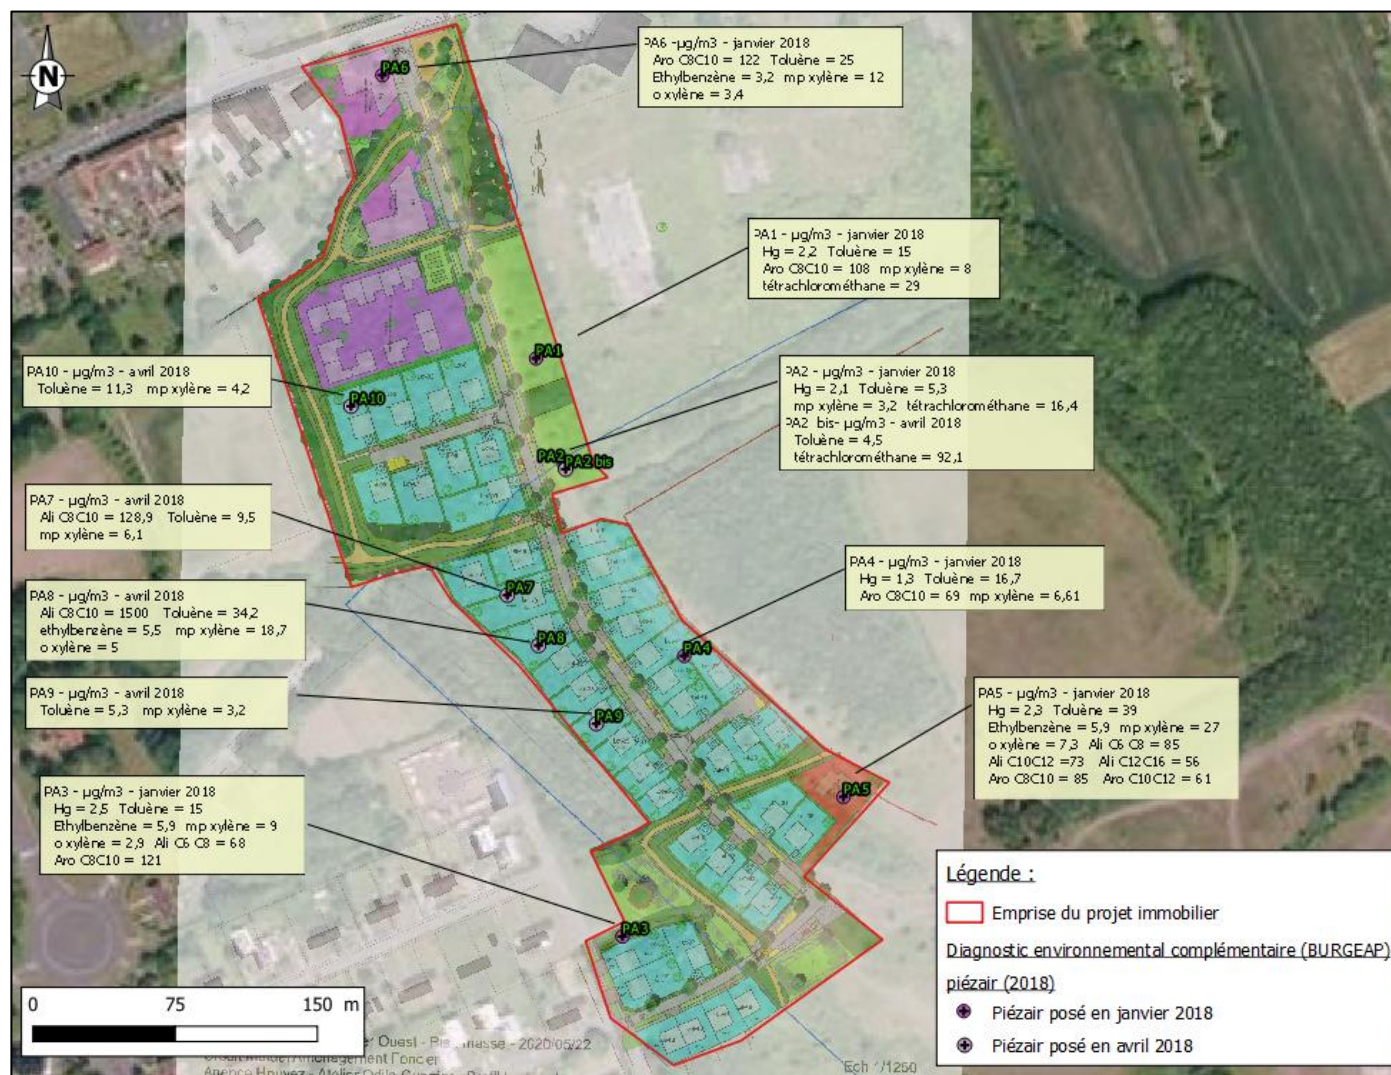 N
PA6 -µg/m3 - janvier 2018
Aro C8C10 = 122 Toluène = 25
Ethylbenzène = 3,2 mp xylène = 12
o xylène = 3,4
PA6
PA1 - µg/m3 - janvier 2018
Hg = 2,2 Toluène = 15
Aro C8C10 = 108 mp xylène = 8
tétrachlorométhane = 29
PA1
PA10 - µg/m3 - avril 2018
Toluène = 11,3 mp xylène = 4,2
PA10
PA2 - µg/m3 - janvier 2018
Hg = 2,1 Toluène = 5,3
mp xylène = 3,2 tétrachlorométhane = 16,4
PA2 bis- µg/m3 - avril 2018
Toluène = 4,5
tétrachlorométhane = 92,1
PA2 PA2 bis
PA7 - µg/m3 - avril 2018
Ali C8C10 = 128,9 Toluène = 9,5
mp xylène = 6,1
PA7
PA4 - µg/m3 - janvier 2018
Hg = 1,3 Toluène = 16,7
Aro C8C10 = 69 mp xylène = 6,61
PA4
PA8 - µg/m3 - avril 2018
Ali C8C10 = 1500 Toluène = 34,2
ethylbenzène = 5,5 mp xylène = 18,7
o xylène = 5
PA8
PA9 - µg/m3 - avril 2018
Toluène = 5,3 mp xylène = 3,2
PA9
PA5 - µg/m3 - janvier 2018
Hg = 2,3 Toluène = 39
Ethylbenzène = 5,9 mp xylène = 27
o xylène = 7,3 Ali C6 C8 = 85
Ali C10C12 =73 Ali C12C16 = 56
Aro C8C10 = 85 Aro C10C12 = 61
PA5
PA3 - µg/m3 - janvier 2018
Hg = 2,5 Toluène = 15
Ethylbenzène = 5,9 mp xylène = 9
o xylène = 2,9 Ali C6 C8 = 68
Aro C8C10 = 121
PA3
Légende :
Emprise du projet immobilier
Diagnostic environnemental complémentaire (BURGEAP)
piézair (2018)
Piézair posé en janvier 2018
Piézair posé en avril 2018
0 75 150 m
Ouest - masse - 2020/05/22
Foncier
Ech 1/1250